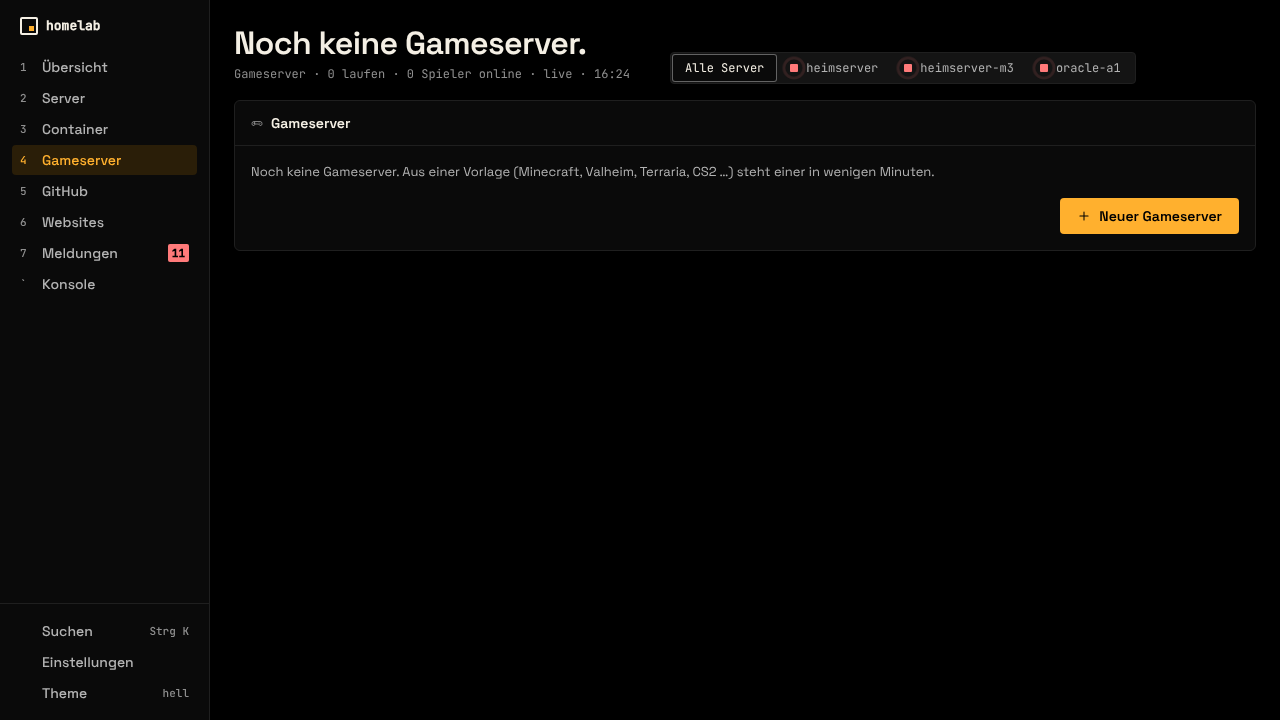 homelab
1 Übersicht
2 Server
3 Container
4 Gameserver
5 GitHub
6 Websites
7 Meldungen 11
` Konsole
Suchen Strg K
Einstellungen
Theme hell
Noch keine Gameserver.
Gameserver · 0 laufen · 0 Spieler online · live · 16:24
Alle Server heimserver heimserver-m3 oracle-a1
Gameserver
Noch keine Gameserver. Aus einer Vorlage (Minecraft, Valheim, Terraria, CS2 …) steht einer in wenigen Minuten.
+ Neuer Gameserver